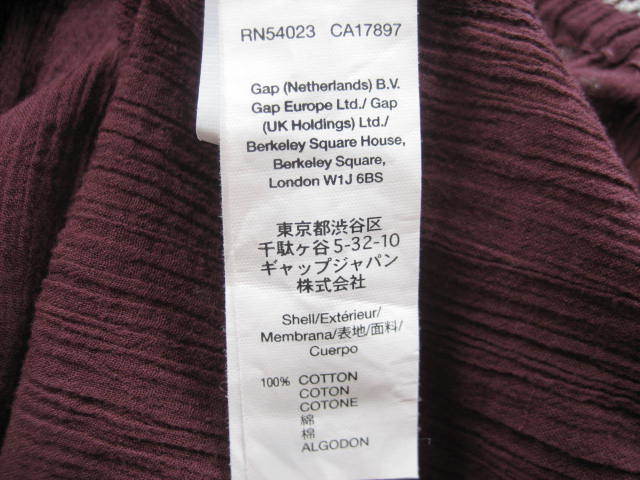 RN54023 CA17897
Gap (Netherlands) B.V.
Gap Europe Ltd./ Gap
(UK Holdings) Ltd./
Berkeley Square House,
Berkeley Square,
London W1J 6BS
東京都渋谷区
千駄ヶ谷5-32-10
ギャップジャパン
株式会社
Shell/Extérieur/
Membrana/表地/面料/
Cuerpo
100% COTTON
COTON
COTONE
綿
棉
ALGODON